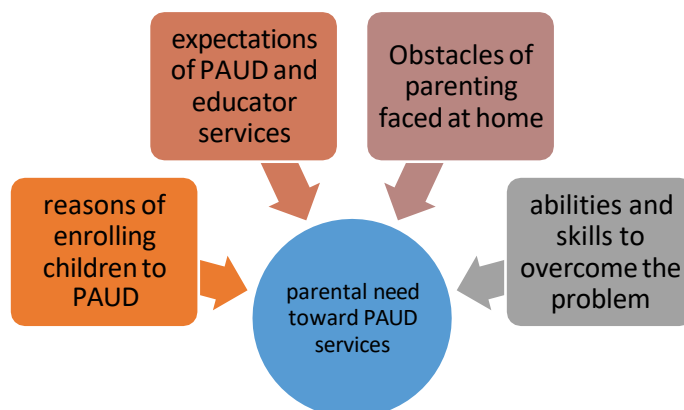 reasons of
enrolling
children to
PAUD
expectations
of PAUD and
educator
services
Obstacles of
parenting
faced at home
abilities and
skills to
overcome the
problem
parental need
toward PAUD
services